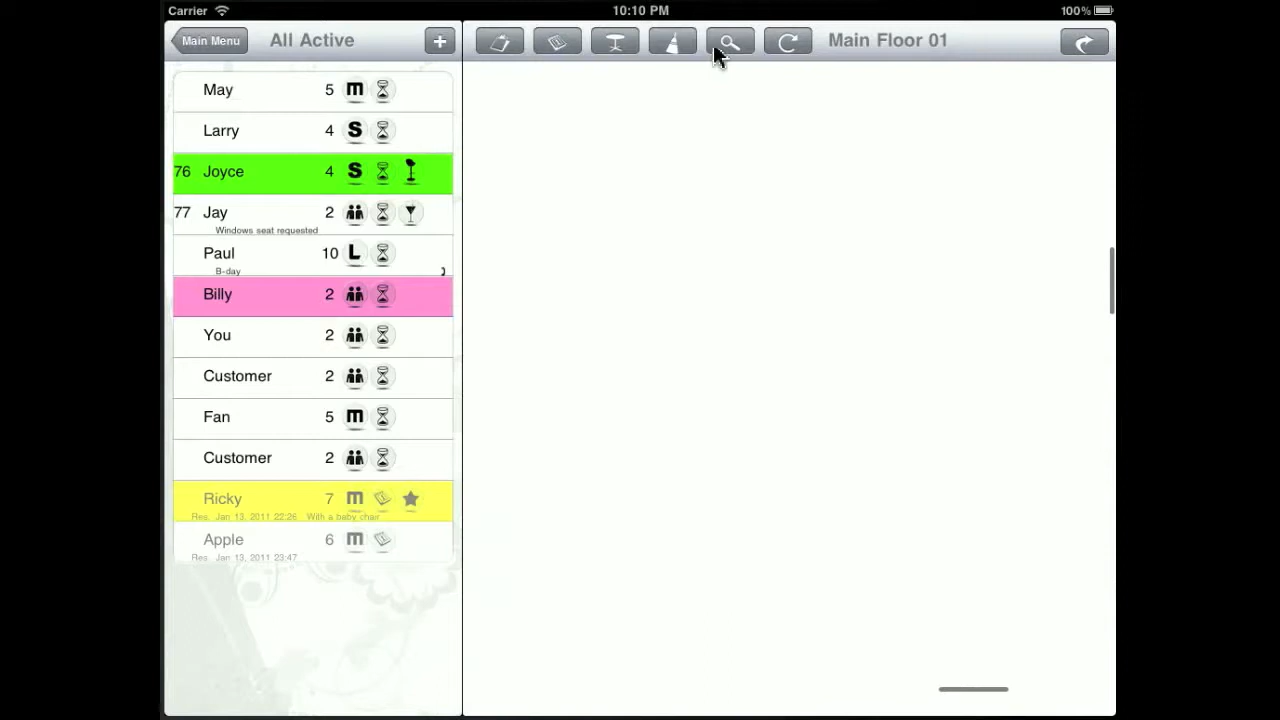 Carrier 10:10 PM 100%
Main Menu All Active + Main Floor 01
May 5 m
Larry 4 S
76 Joyce 4 S
77 Jay 2
Windows seat requested
Paul 10 L
B-day
Billy 2
You 2
Customer 2
Fan 5 m
Customer 2
Ricky 7 m
Res. Jan 13, 2011 22:26 With a baby chair
Apple 6 m
Res. Jan 13, 2011 23:47